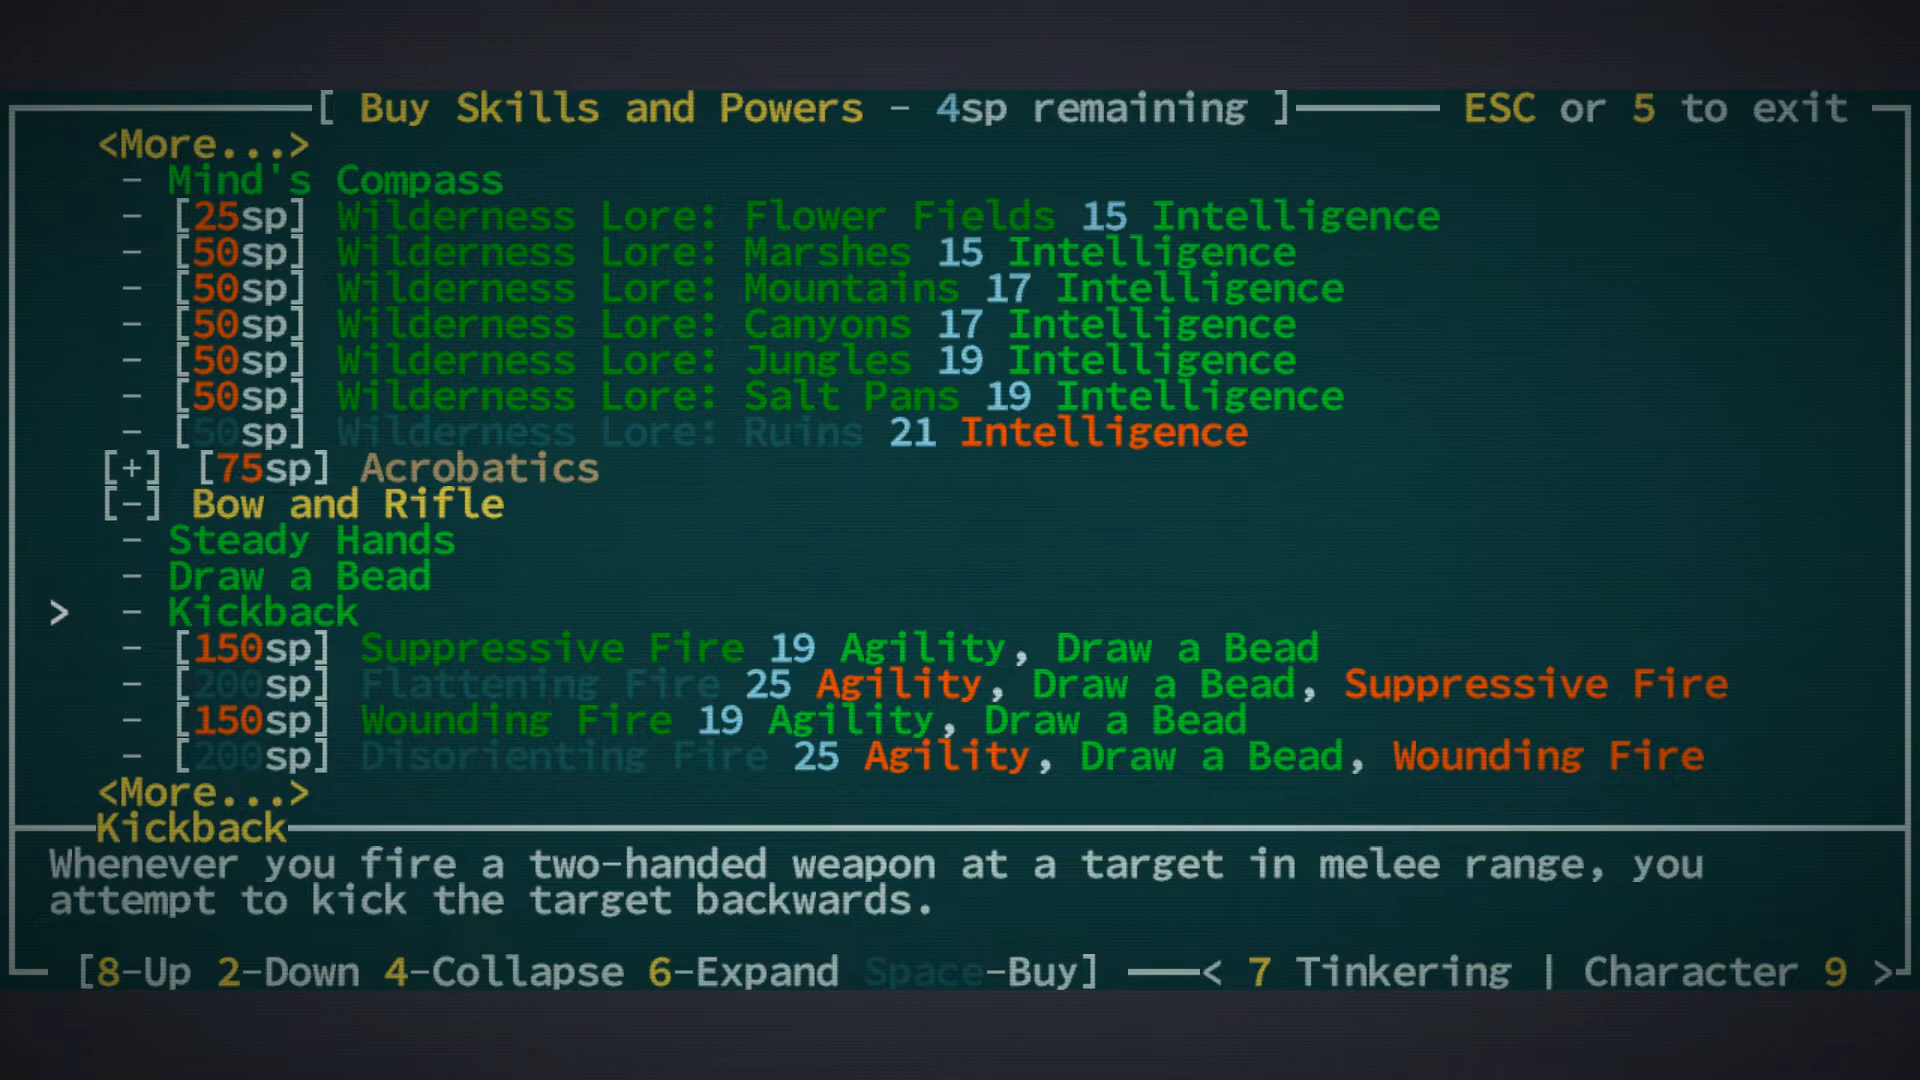 [ Buy Skills and Powers - 4sp remaining ] ESC or 5 to exit
<More...>
- Mind's Compass
- [25sp] Wilderness Lore: Flower Fields 15 Intelligence
- [50sp] Wilderness Lore: Marshes 15 Intelligence
- [50sp] Wilderness Lore: Mountains 17 Intelligence
- [50sp] Wilderness Lore: Canyons 17 Intelligence
- [50sp] Wilderness Lore: Jungles 19 Intelligence
- [50sp] Wilderness Lore: Salt Pans 19 Intelligence
- [50sp] Wilderness Lore: Ruins 21 Intelligence
[+] [75sp] Acrobatics
[-] Bow and Rifle
- Steady Hands
- Draw a Bead
> - Kickback
- [150sp] Suppressive Fire 19 Agility, Draw a Bead
- [200sp] Flattening Fire 25 Agility, Draw a Bead, Suppressive Fire
- [150sp] Wounding Fire 19 Agility, Draw a Bead
- [200sp] Disorienting Fire 25 Agility, Draw a Bead, Wounding Fire
<More...>
Kickback
Whenever you fire a two-handed weapon at a target in melee range, you
attempt to kick the target backwards.
[8-Up 2-Down 4-Collapse 6-Expand Space-Buy] < 7 Tinkering | Character 9 >